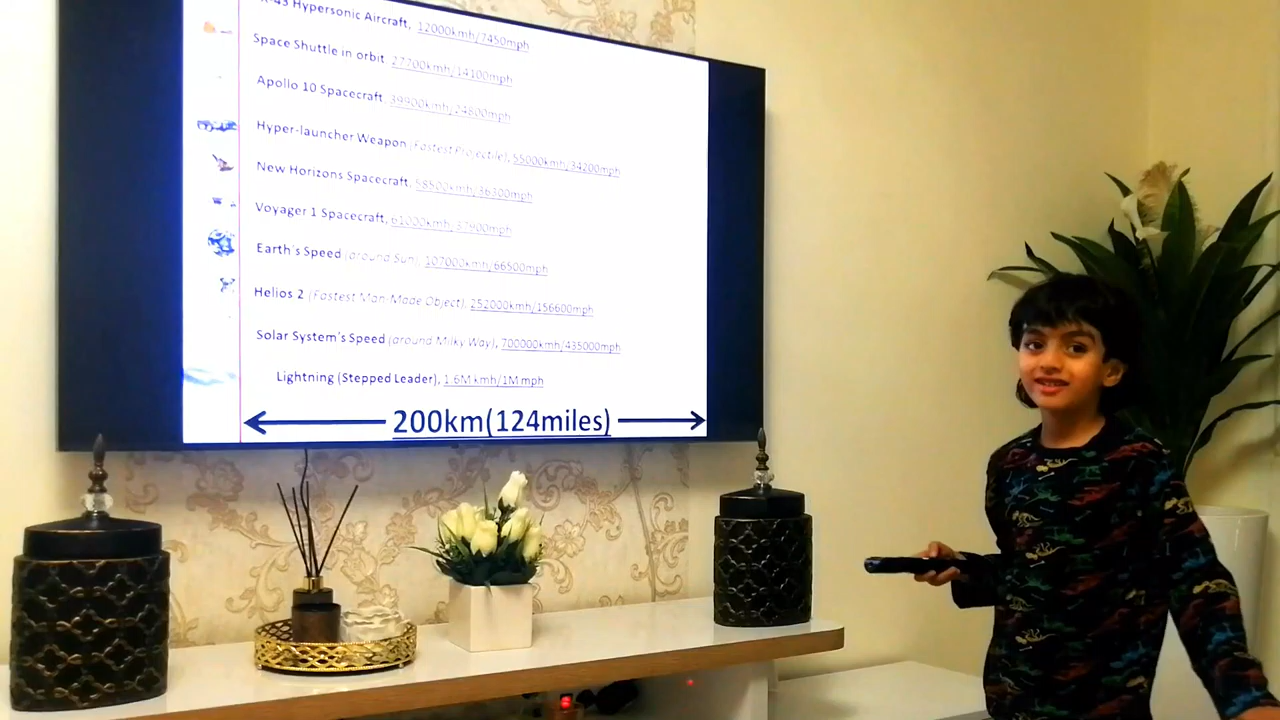 X-43 Hypersonic Aircraft, 12000kmh/7450mph
Space Shuttle in orbit, 27700kmh/14100mph
Apollo 10 Spacecraft, 39900kmh/24800mph
Hyper-launcher Weapon (Fastest Projectile), 55000kmh/34200mph
New Horizons Spacecraft, 58500kmh/36300mph
Voyager 1 Spacecraft, 61000kmh/37900mph
Earth's Speed (around Sun), 107000kmh/66500mph
Helios 2 (Fastest Man-Made Object), 252000kmh/156600mph
Solar System's Speed (around Milky Way), 700000kmh/435000mph
Lightning (Stepped Leader), 1.6M kmh/1M mph
200km(124miles)